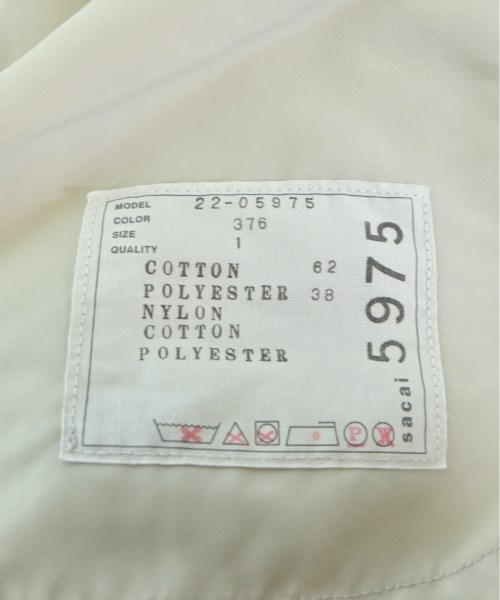 MODEL 22-05975
COLOR 376
SIZE 1
QUALITY
COTTON 62
POLYESTER 38
NYLON
COTTON
POLYESTER
P W
sacai 5975